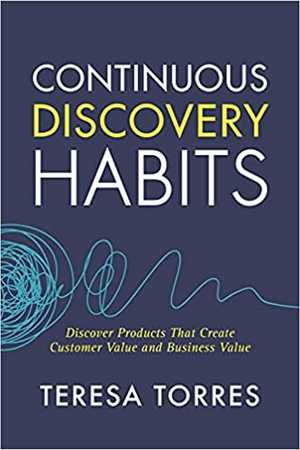 CONTINUOUS
DISCOVERY
HABITS
Discover Products That Create
Customer Value and Business Value
TERESA TORRES